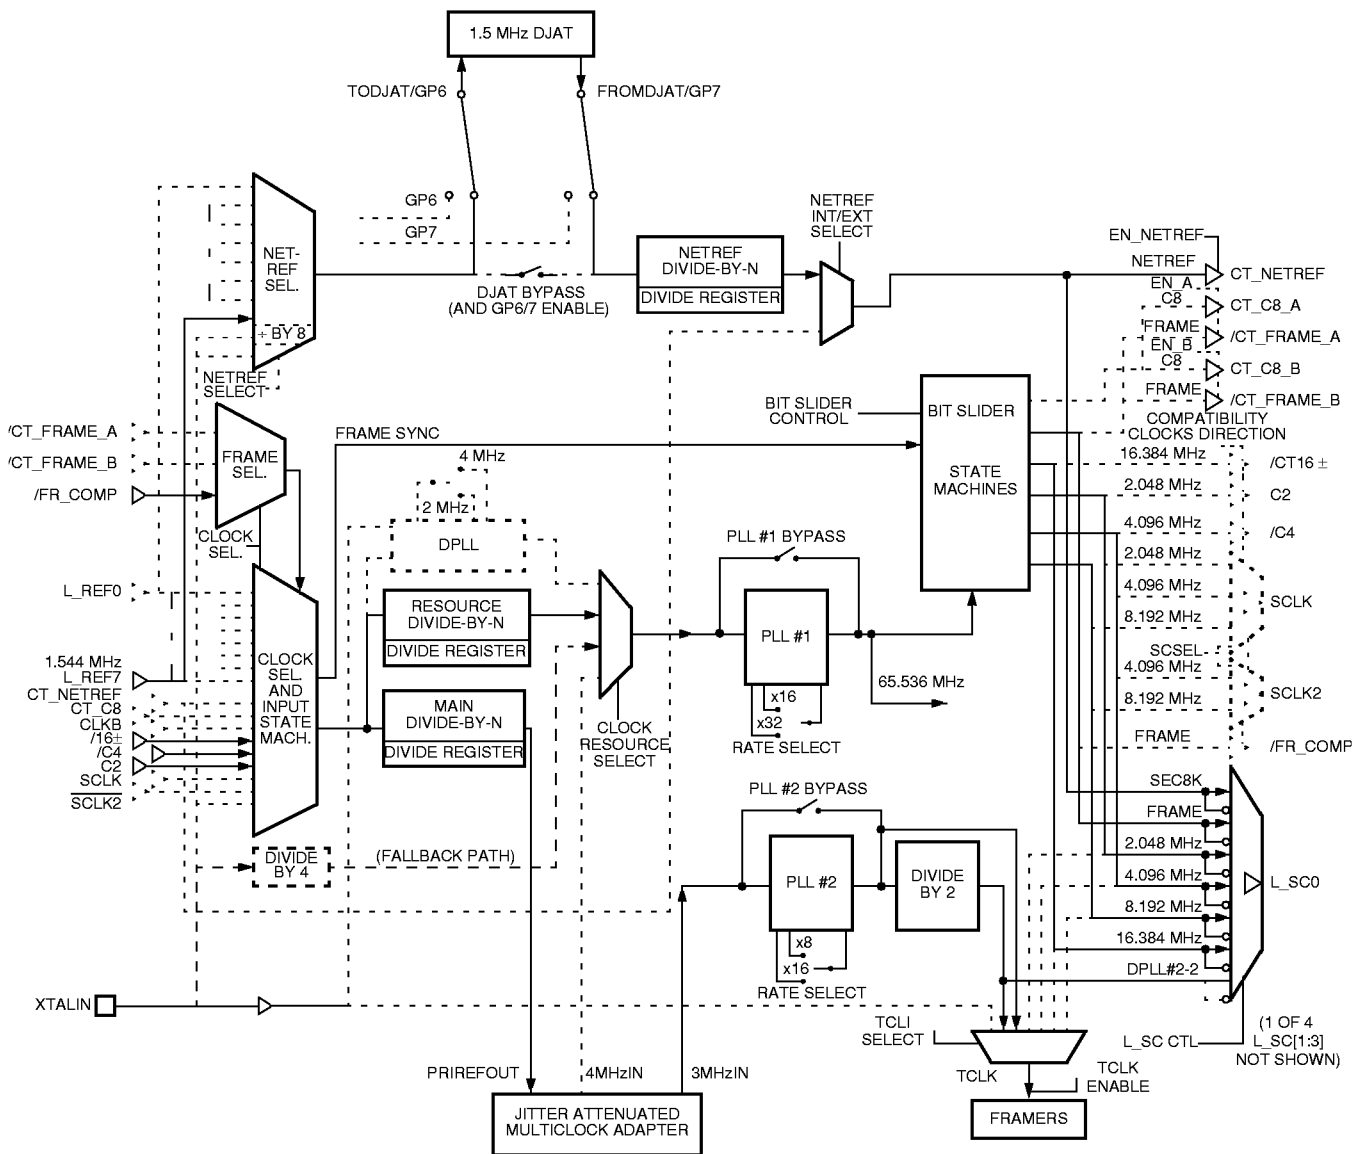 1.5 MHz DJAT
TODJAT/GP6
FROMDJAT/GP7
GP6
GP7
NET-
REF
SEL.
÷ BY 8
NETREF
SELECT
DJAT BYPASS
(AND GP6/7 ENABLE)
NETREF
DIVIDE-BY-N
DIVIDE REGISTER
NETREF
INT/EXT
SELECT
EN_NETREF
NETREF
CT_NETREF
EN_A
C8
CT_C8_A
FRAME
/CT_FRAME_A
EN_B
C8
CT_C8_B
FRAME
/CT_FRAME_B
COMPATIBILITY
CLOCKS DIRECTION
/CT_FRAME_A
/CT_FRAME_B
/FR_COMP
FRAME
SEL.
CLOCK
SEL.
FRAME SYNC
4 MHz
2 MHz
DPLL
BIT SLIDER
CONTROL
BIT SLIDER
STATE
MACHINES
16.384 MHz
/CT16 ±
2.048 MHz
C2
4.096 MHz
/C4
2.048 MHz
4.096 MHz
SCLK
8.192 MHz
SCSEL
4.096 MHz
8.192 MHz
SCLK2
FRAME
/FR_COMP
L_REF0
1.544 MHz
L_REF7
CT_NETREF
CT_C8
CLKB
/16±
/C4
C2
SCLK
SCLK2
CLOCK
SEL.
AND
INPUT
STATE
MACH.
RESOURCE
DIVIDE-BY-N
DIVIDE REGISTER
MAIN
DIVIDE-BY-N
DIVIDE REGISTER
CLOCK
RESOURCE
SELECT
PLL #1 BYPASS
PLL #1
x16
x32
RATE SELECT
65.536 MHz
DIVIDE
BY 4
(FALLBACK PATH)
PLL #2 BYPASS
PLL #2
x8
x16
RATE SELECT
DIVIDE
BY 2
SEC8K
FRAME
2.048 MHz
4.096 MHz
8.192 MHz
16.384 MHz
DPLL#2-2
L_SC0
XTALIN
TCLI
SELECT
L_SC CTL
(1 OF 4
L_SC[1:3]
NOT SHOWN)
PRIREFOUT
4MHzIN
3MHzIN
TCLK
TCLK
ENABLE
JITTER ATTENUATED
MULTICLOCK ADAPTER
FRAMERS